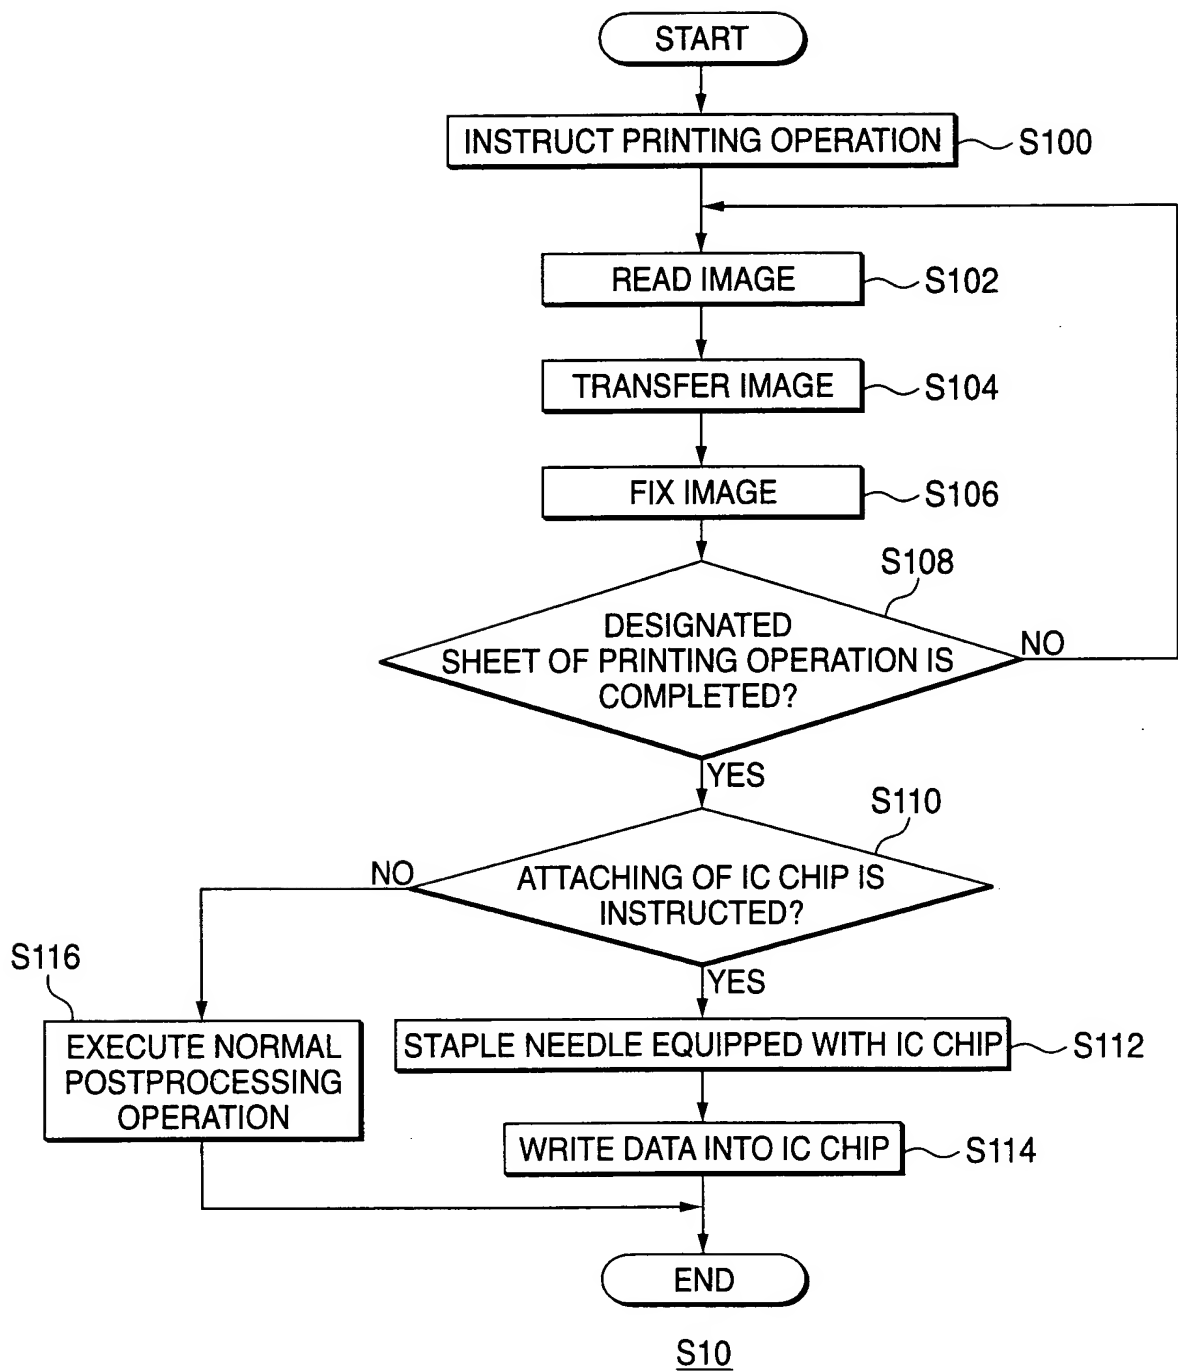 START
INSTRUCT PRINTING OPERATION
S100
READ IMAGE
S102
TRANSFER IMAGE
S104
FIX IMAGE
S106
S108
DESIGNATED
SHEET OF PRINTING OPERATION IS
COMPLETED?
NO
YES
S110
NO
ATTACHING OF IC CHIP IS
INSTRUCTED?
YES
S116
EXECUTE NORMAL
POSTPROCESSING
OPERATION
STAPLE NEEDLE EQUIPPED WITH IC CHIP
S112
WRITE DATA INTO IC CHIP
S114
END
S10